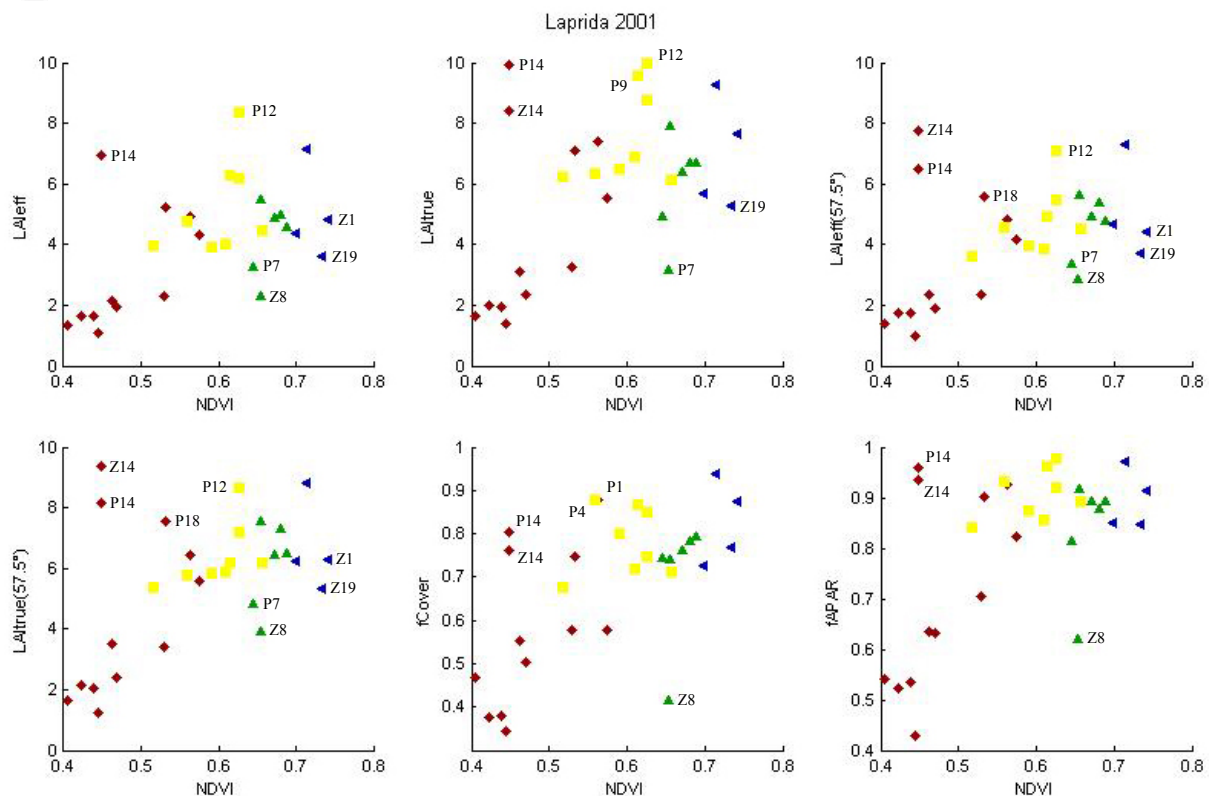 Laprida 2001
10
8
6
4
2
0
LAIeff
P12
P14
Z1
Z19
P7
Z8
0.4 0.5 0.6 0.7 0.8
NDVI
10
8
6
4
2
0
LAItrue
P14
P12
P9
Z14
Z19
P7
0.4 0.5 0.6 0.7 0.8
NDVI
10
8
6
4
2
0
LAIeff(57.5°)
Z14
P14
P12
P18
Z1
Z19
P7
Z8
0.4 0.5 0.6 0.7 0.8
NDVI
10
8
6
4
2
0
LAItrue(57.5°)
Z14
P14
P12
P18
Z1
Z19
P7
Z8
0.4 0.5 0.6 0.7 0.8
NDVI
1
0.9
0.8
0.7
0.6
0.5
0.4
fCover
P1
P4
P14
Z14
Z8
0.4 0.5 0.6 0.7 0.8
NDVI
1
0.9
0.8
0.7
0.6
0.5
0.4
fAPAR
P14
Z14
Z8
0.4 0.5 0.6 0.7 0.8
NDVI